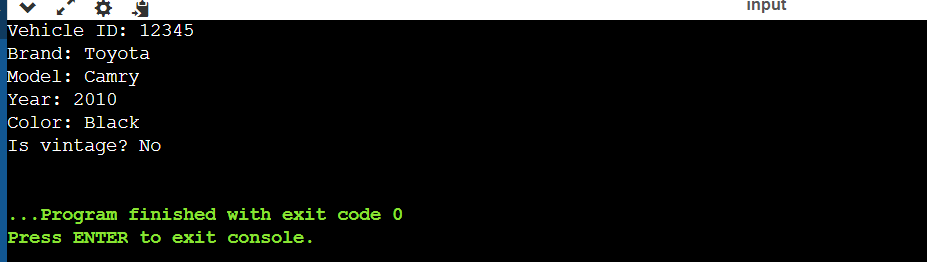 input
Vehicle ID: 12345
Brand: Toyota
Model: Camry
Year: 2010
Color: Black
Is vintage? No
...Program finished with exit code 0
Press ENTER to exit console.